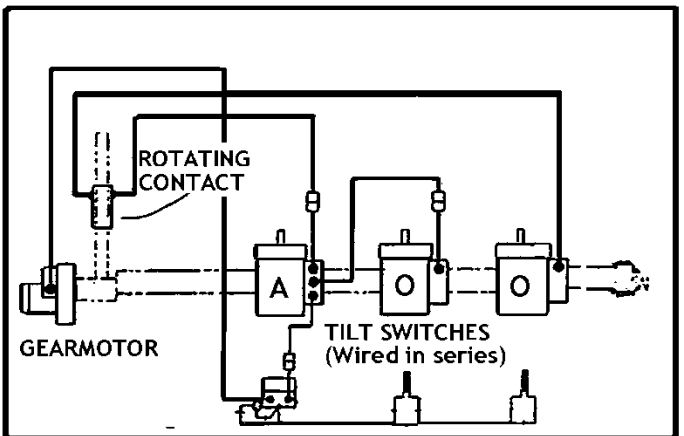 ROTATING
CONTACT
A
O
O
GEARMOTOR
TILT SWITCHES
(Wired in series)